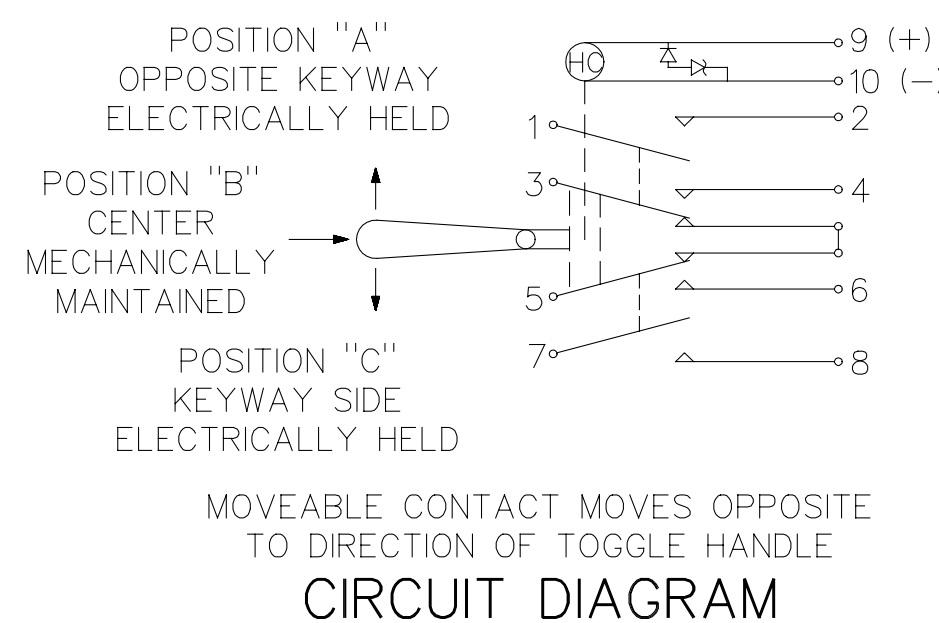 POSITION "A"
OPPOSITE KEYWAY
ELECTRICALLY HELD
POSITION "B"
CENTER
MECHANICALLY
MAINTAINED
POSITION "C"
KEYWAY SIDE
ELECTRICALLY HELD
HC
9 (+)
10 (-)
1
2
3
4
5
6
7
8
MOVEABLE CONTACT MOVES OPPOSITE
TO DIRECTION OF TOGGLE HANDLE
CIRCUIT DIAGRAM